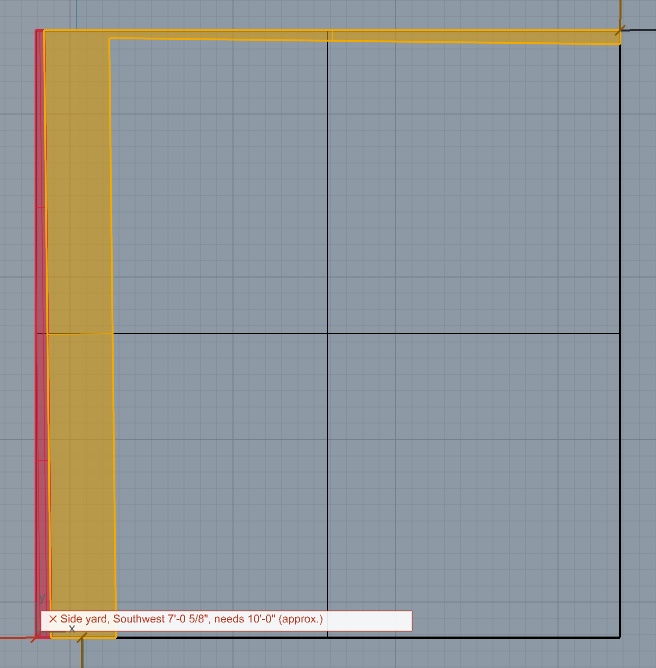 × Side yard, Southwest 7'-0 5/8", needs 10'-0" (approx.)
X